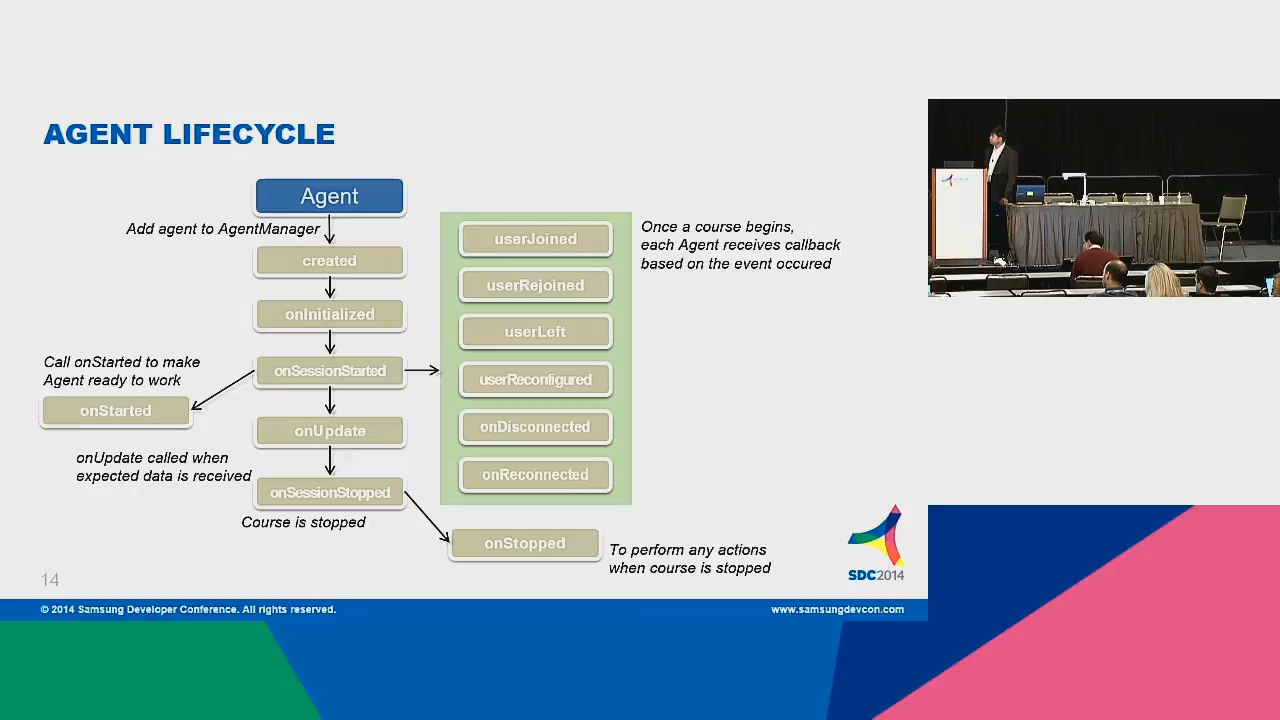 AGENT LIFECYCLE
Agent
Add agent to AgentManager
created
onInitialized
Call onStarted to make
Agent ready to work
onSessionStarted
onStarted
onUpdate
onUpdate called when
expected data is received
onSessionStopped
Course is stopped
userJoined
userRejoined
userLeft
userReconfigured
onDisconnected
onReconnected
Once a course begins,
each Agent receives callback
based on the event occured
onStopped
To perform any actions
when course is stopped
SDC2014
14
© 2014 Samsung Developer Conference. All rights reserved.
www.samsungdevcon.com